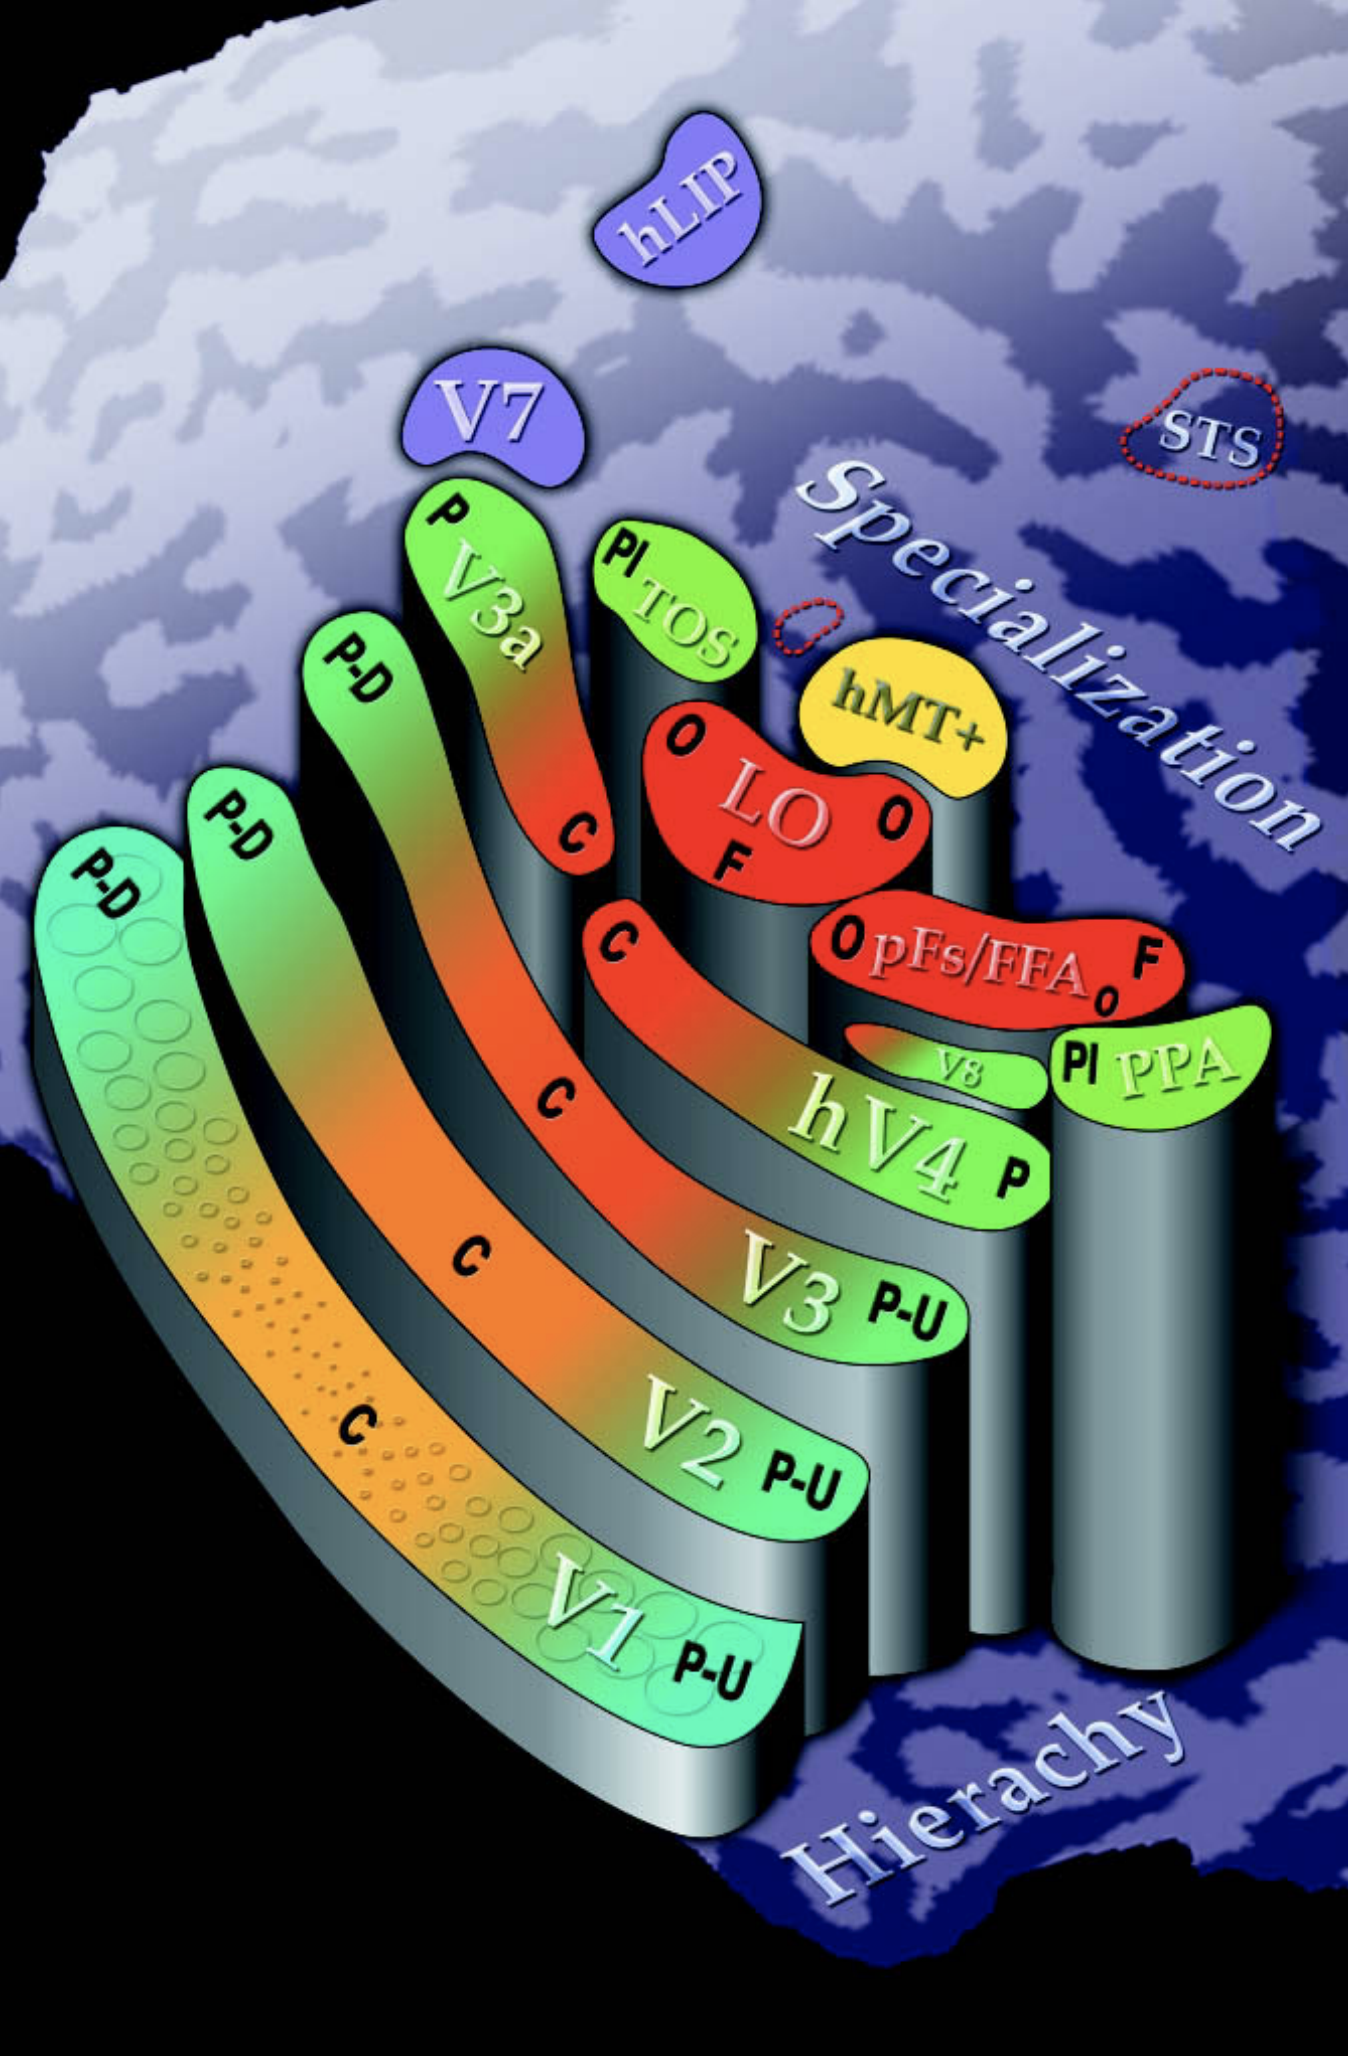 hLIP
V7
STS
Specialization
P
V3a
C
PI
TOS
hMT+
P-D
C
V3
P-U
O
LO
O
F
P-D
C
V2
P-U
O
pFs/FFA
F
O
P-D
C
V1
P-U
C
hV4
P
V8
PI
PPA
Hierachy